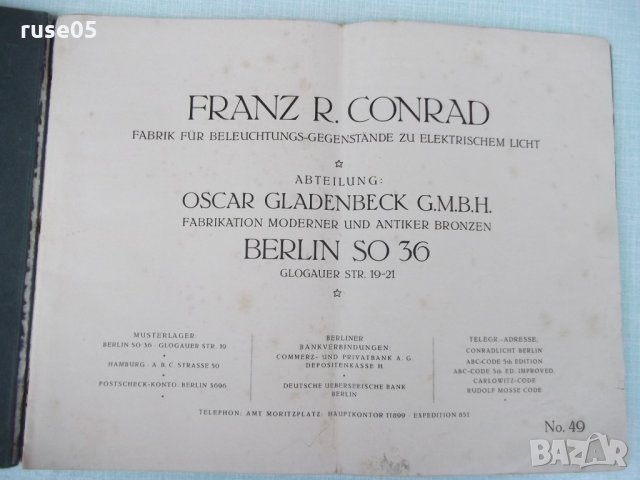 ruse05
FRANZ R. CONRAD
FABRIK FÜR BELEUCHTUNGS-GEGENSTÄNDE ZU ELEKTRISCHEM LICHT
ABTEILUNG:
OSCAR GLADENBECK G.M.B.H.
FABRIKATION MODERNER UND ANTIKER BRONZEN
BERLIN SO 36
GLOGAUER STR. 19-21
MUSTERLAGER:
BERLIN SO 36 · GLOGAUER STR. 19
HAMBURG · A B C STRASSE 50
POSTSCHECK-KONTO: BERLIN 5696
BERLINER
BANKVERBINDUNGEN:
COMMERZ- UND PRIVATBANK A. G.
DEPOSITENKASSE H
DEUTSCHE UEBERSEEISCHE BANK
BERLIN
TELEGR.-ADRESSE:
CONRADLICHT BERLIN
ABC-CODE 5th EDITION
ABC-CODE 5th ED. IMPROVED
CARLOWITZ-CODE
RUDOLF MOSSE CODE
TELEPHON: AMT MORITZPLATZ: HAUPTKONTOR 11899 · EXPEDITION 851
No. 49
BAZAR
bg